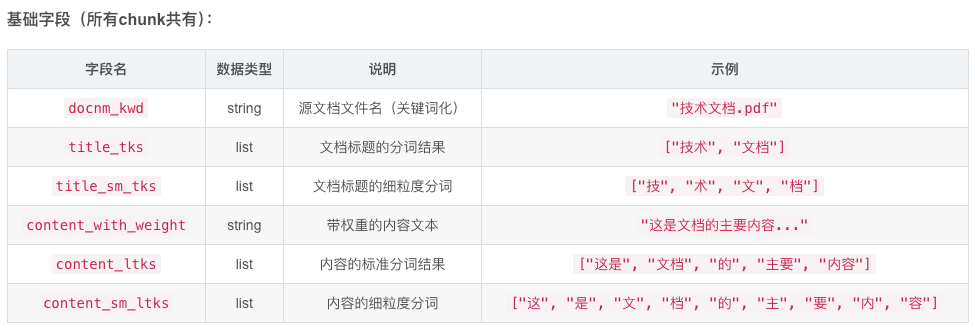 基础字段（所有chunk共有）:
字段名 数据类型 说明 示例
docnm_kwd string 源文档文件名（关键词化） "技术文档.pdf"
title_tks list 文档标题的分词结果 ["技术", "文档"]
title_sm_tks list 文档标题的细粒度分词 ["技", "术", "文", "档"]
content_with_weight string 带权重的内容文本 "这是文档的主要内容..."
content_ltks list 内容的标准分词结果 ["这是", "文档", "的", "主要", "内容"]
content_sm_ltks list 内容的细粒度分词 ["这", "是", "文", "档", "的", "主", "要", "内", "容"]